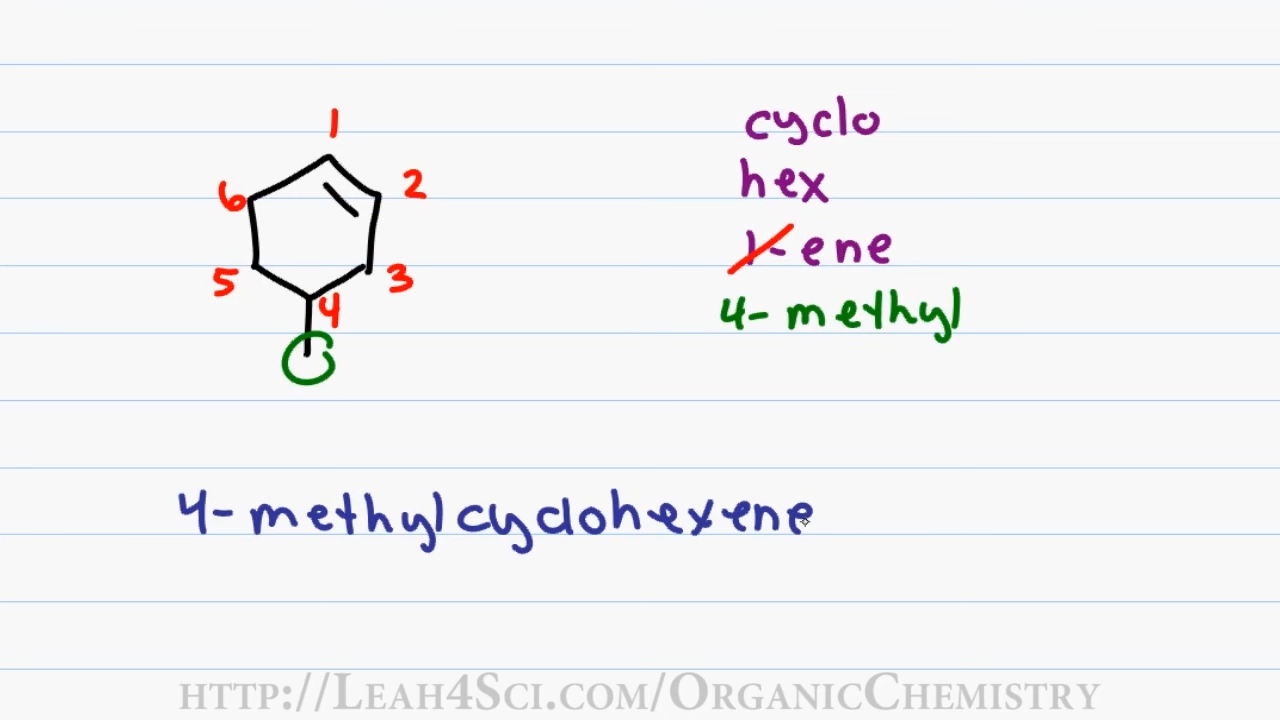 1
cyclo
6
2
hex
1-ene
5
3
4
4-methyl
4-methylcyclohexene
http://Leah4Sci.com/OrganicChemistry